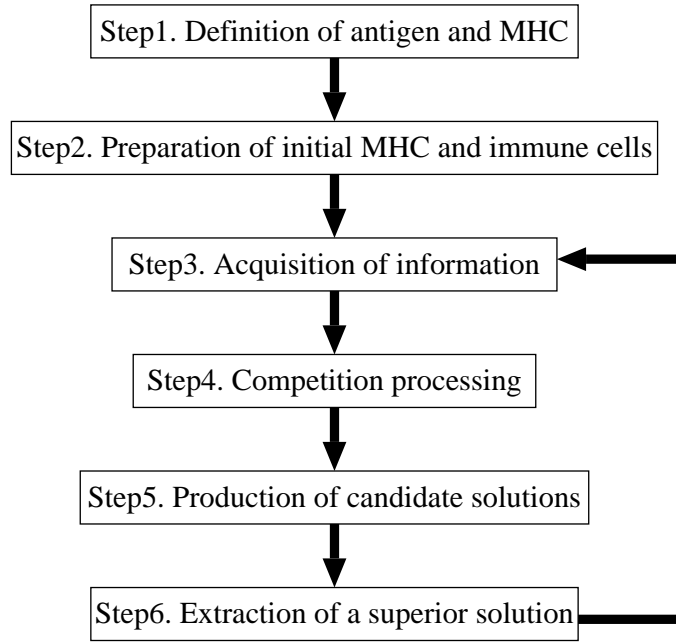 Step1. Definition of antigen and MHC
Step2. Preparation of initial MHC and immune cells
Step3. Acquisition of information
Step4. Competition processing
Step5. Production of candidate solutions
Step6. Extraction of a superior solution